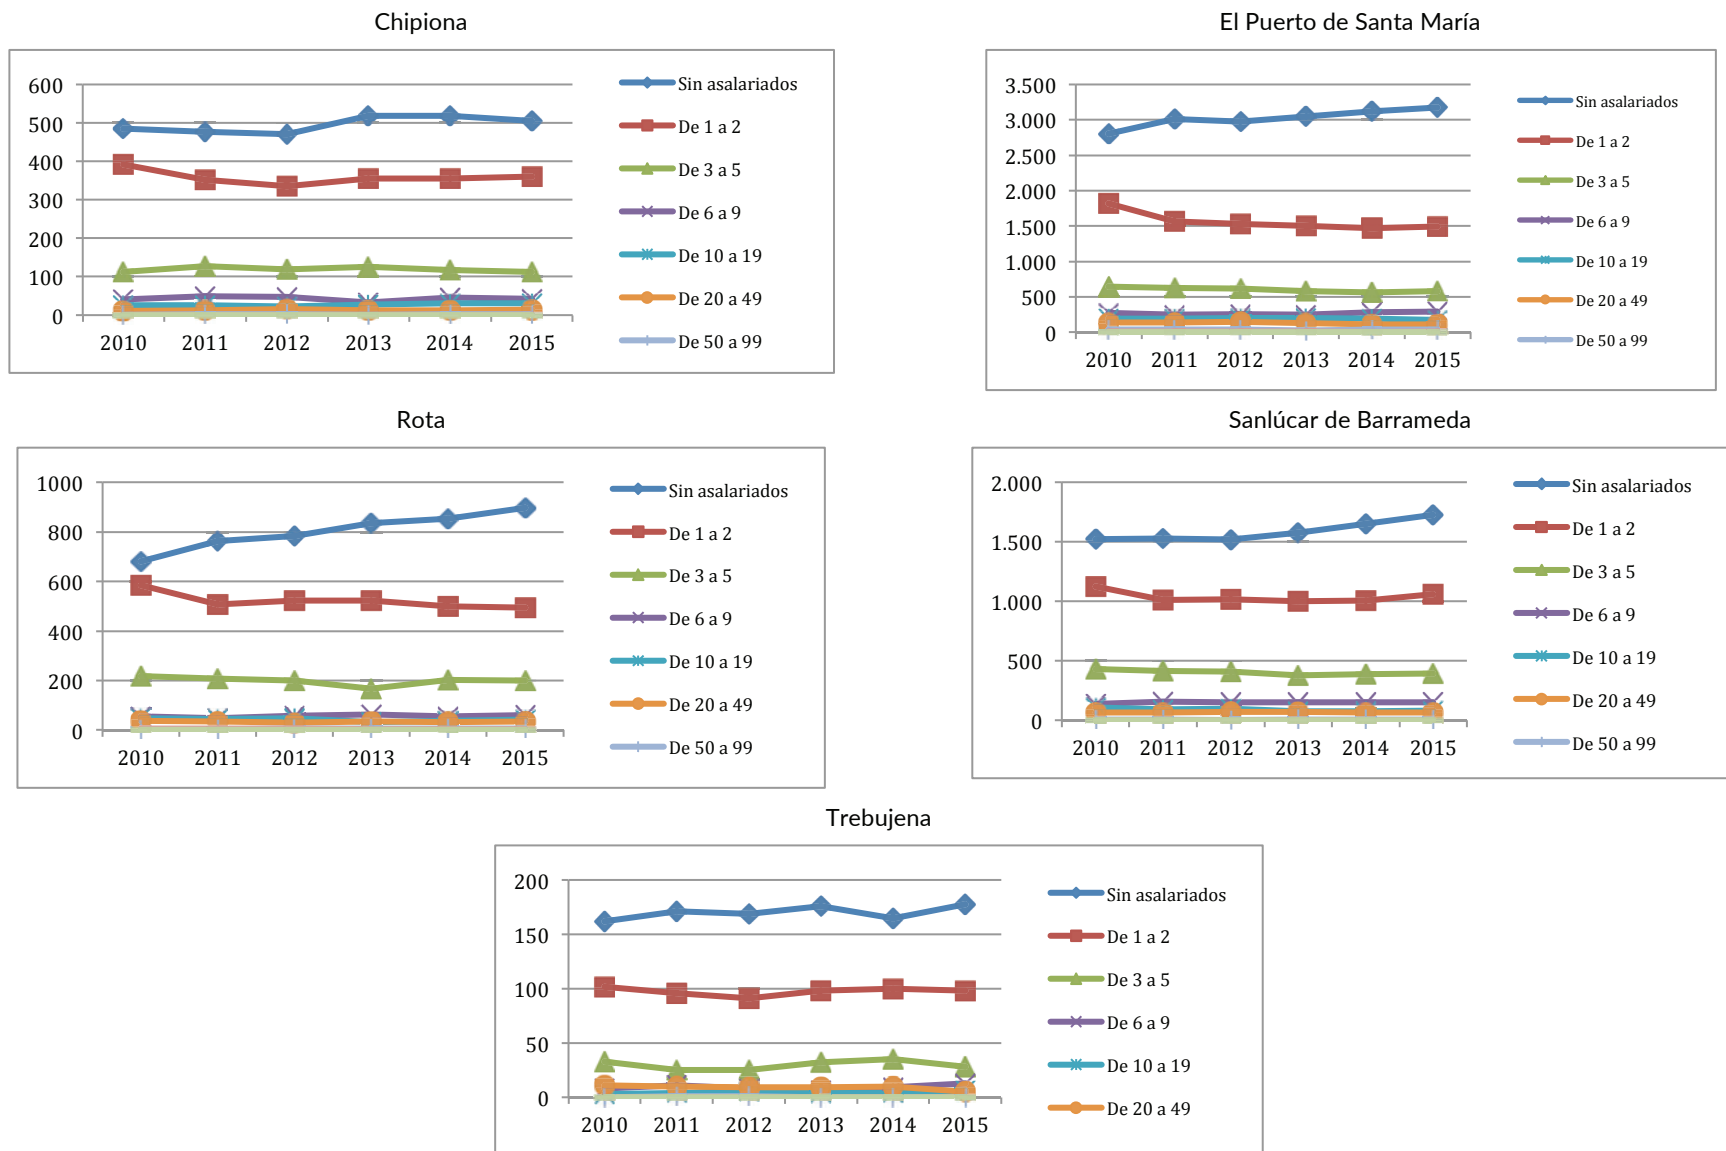 Chipiona
600
500
400
300
200
100
0
2010 2011 2012 2013 2014 2015
Sin asalariados
De 1 a 2
De 3 a 5
De 6 a 9
De 10 a 19
De 20 a 49
De 50 a 99
El Puerto de Santa María
3.500
3.000
2.500
2.000
1.500
1.000
500
0
2010 2011 2012 2013 2014 2015
Sin asalariados
De 1 a 2
De 3 a 5
De 6 a 9
De 10 a 19
De 20 a 49
De 50 a 99
Rota
1000
800
600
400
200
0
2010 2011 2012 2013 2014 2015
Sin asalariados
De 1 a 2
De 3 a 5
De 6 a 9
De 10 a 19
De 20 a 49
De 50 a 99
Sanlúcar de Barrameda
2.000
1.500
1.000
500
0
2010 2011 2012 2013 2014 2015
Sin asalariados
De 1 a 2
De 3 a 5
De 6 a 9
De 10 a 19
De 20 a 49
De 50 a 99
Trebujena
200
150
100
50
0
2010 2011 2012 2013 2014 2015
Sin asalariados
De 1 a 2
De 3 a 5
De 6 a 9
De 10 a 19
De 20 a 49